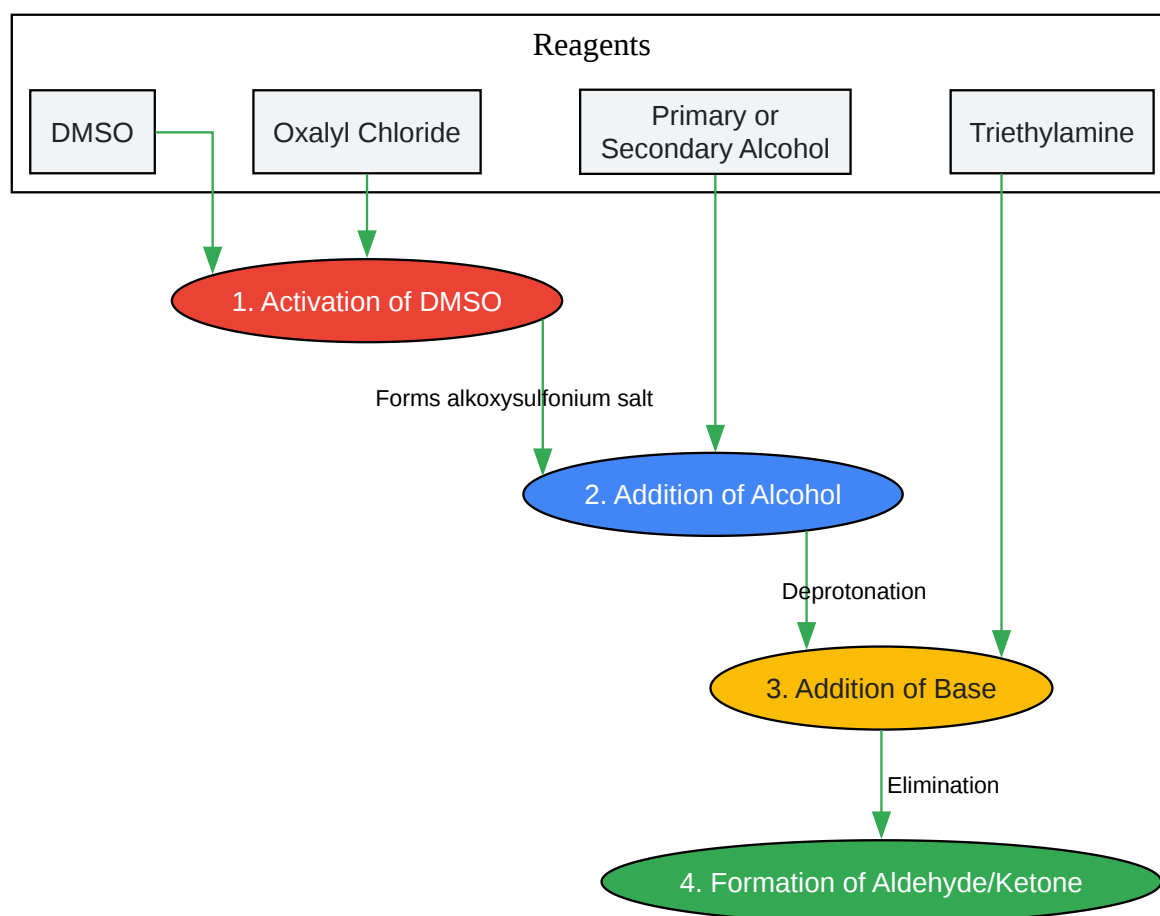 Reagents
DMSO
Oxalyl Chloride
Primary or
Secondary Alcohol
Triethylamine
1. Activation of DMSO
Forms alkoxysulfonium salt
2. Addition of Alcohol
Deprotonation
3. Addition of Base
Elimination
4. Formation of Aldehyde/Ketone